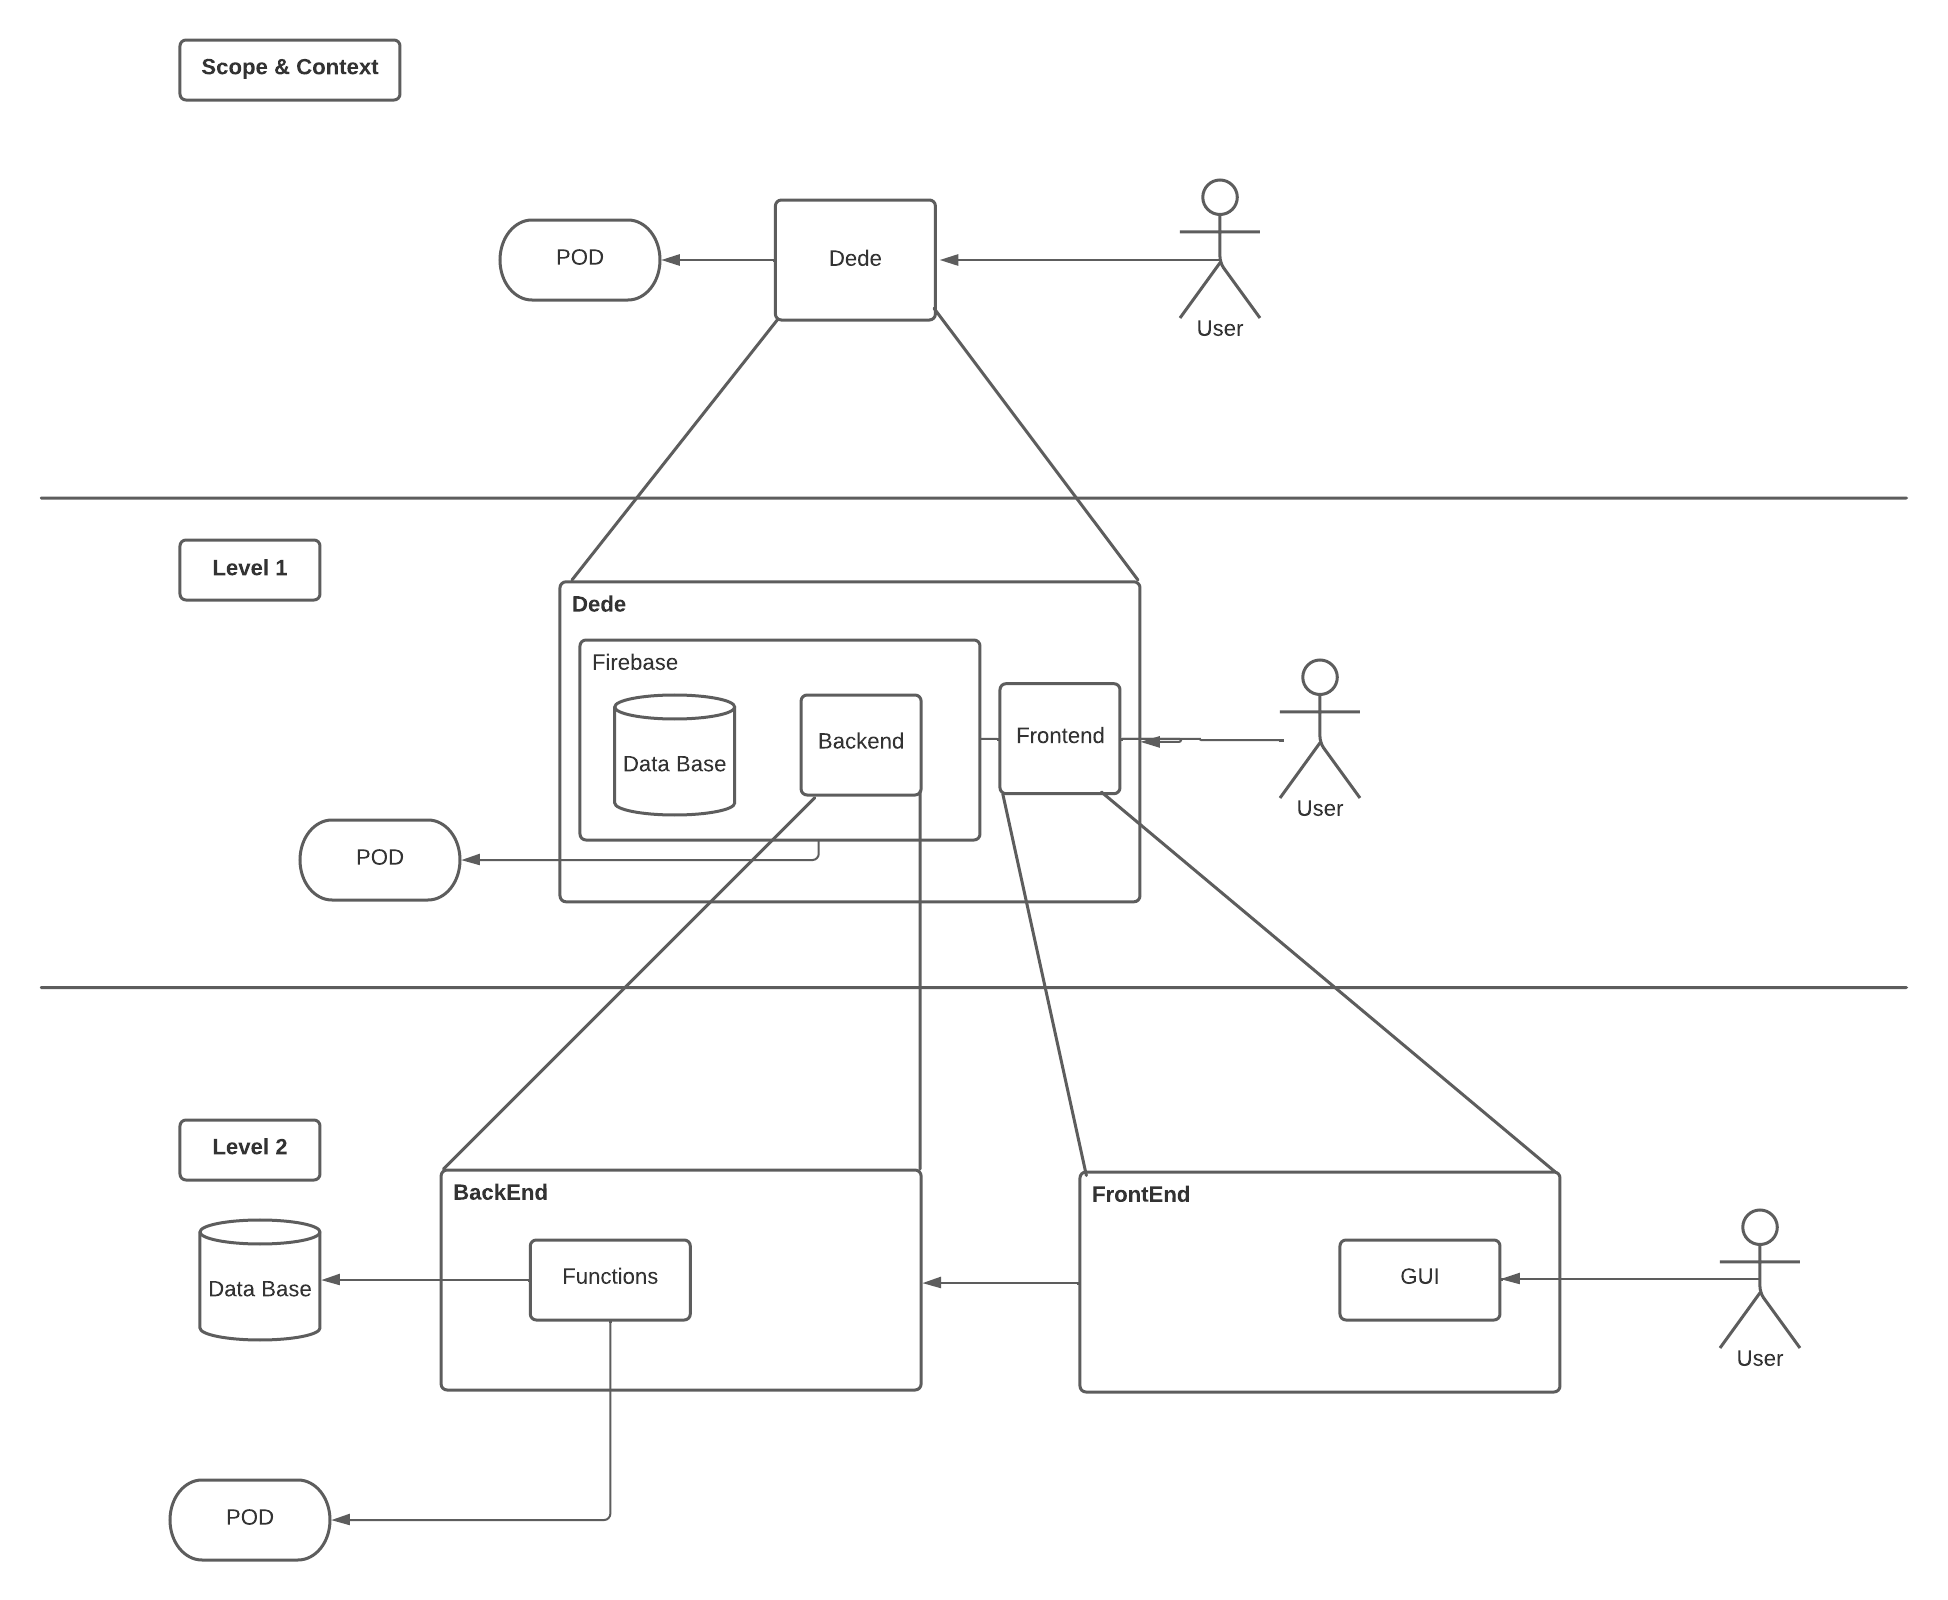 Scope & Context
POD
Dede
User
Level 1
Dede
Firebase
Data Base
Backend
Frontend
User
POD
Level 2
BackEnd
FrontEnd
Data Base
Functions
GUI
User
POD